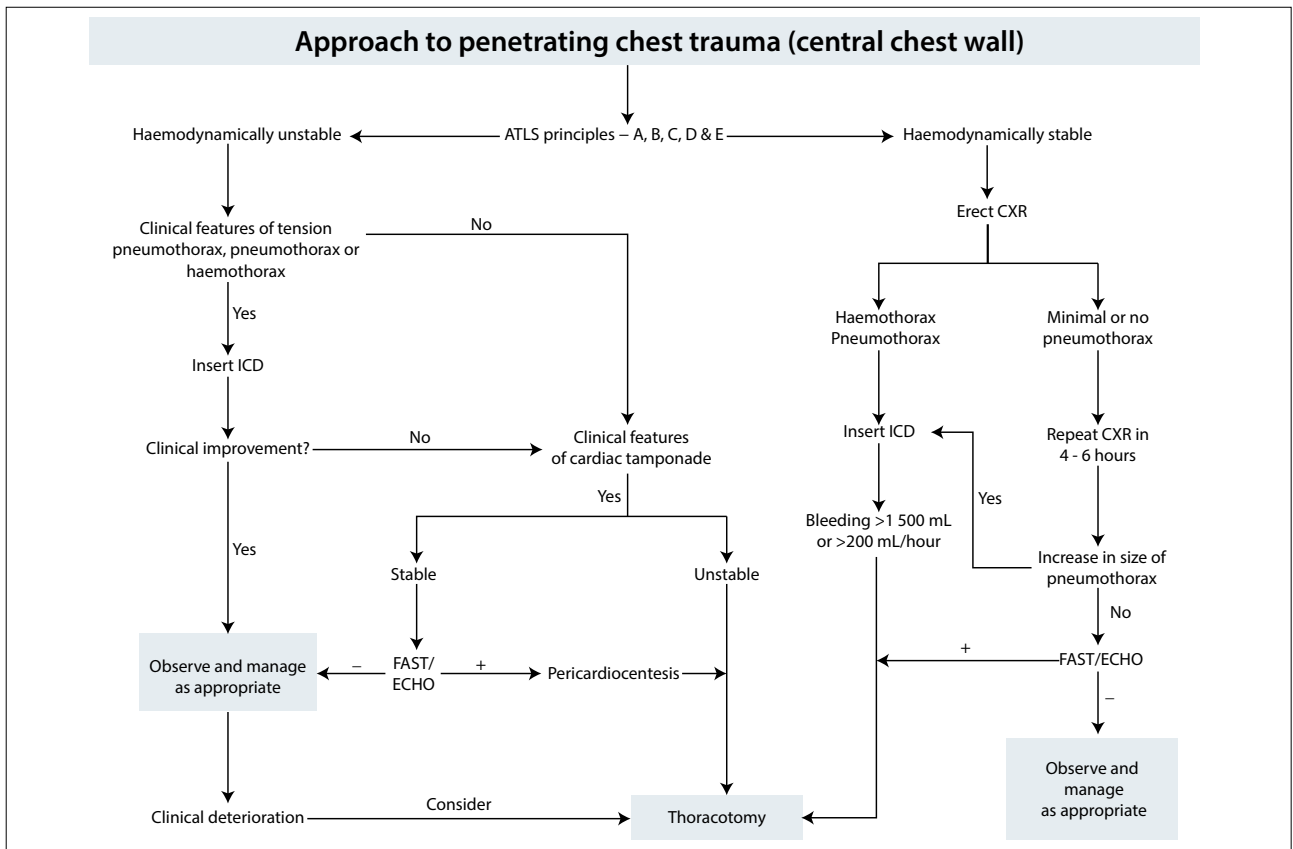 Approach to penetrating chest trauma (central chest wall)
Haemodynamically unstable
ATLS principles – A, B, C, D & E
Haemodynamically stable
Erect CXR
Clinical features of tension
pneumothorax, pneumothorax or
haemothorax
No
Yes
Haemothorax
Pneumothorax
Minimal or no
pneumothorax
Insert ICD
Clinical improvement?
No
Clinical features
of cardiac tamponade
Insert ICD
Repeat CXR in
4 - 6 hours
Yes
Yes
Bleeding >1 500 mL
or >200 mL/hour
Yes
Stable
Unstable
Increase in size of
pneumothorax
No
Observe and manage
as appropriate
–
FAST/
ECHO
+
Pericardiocentesis
+
FAST/ECHO
–
Observe and
manage
as appropriate
Clinical deterioration
Consider
Thoracotomy